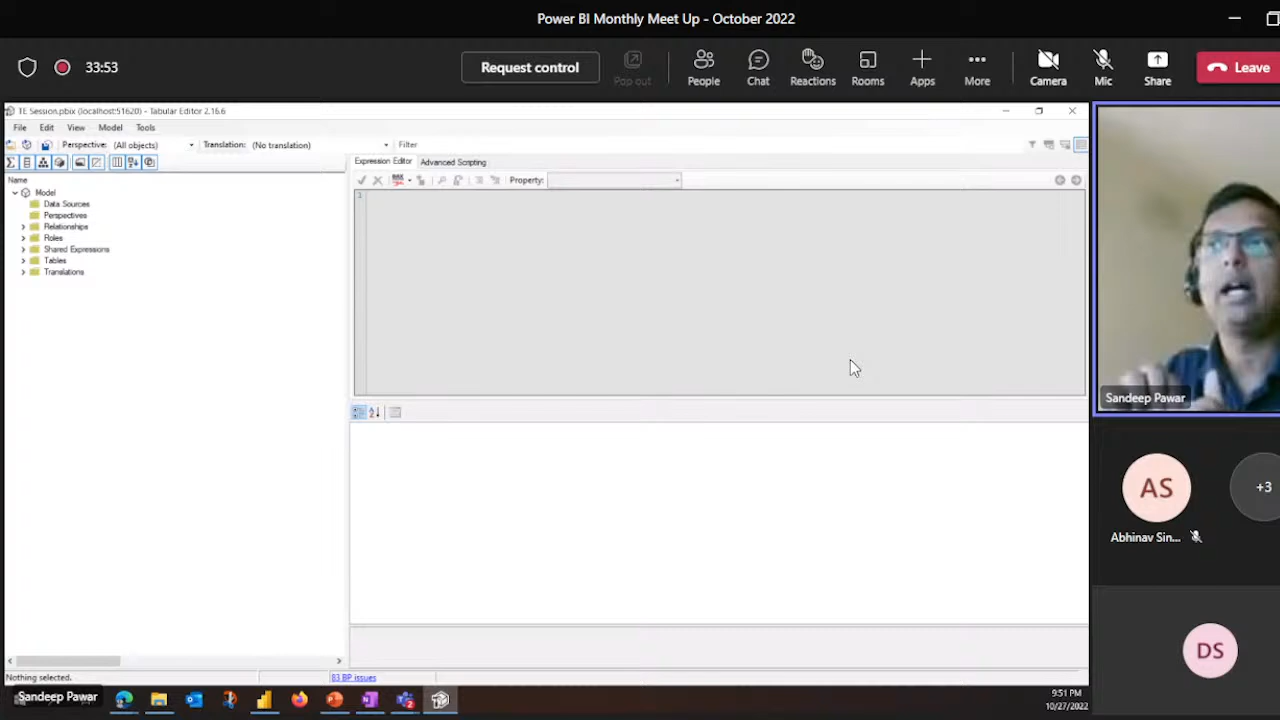 Power BI Monthly Meet Up - October 2022
33:53
Request control
Pop out
People
Chat
Reactions
Rooms
Apps
More
Camera
Mic
Share
Leave
TE Session.pbix (localhost:51620) - Tabular Editor 2.16.6
File Edit View Model Tools
Perspective: (All objects) Translation: (No translation) Filter
Expression Editor Advanced Scripting
Property:
Name
1
Model
Data Sources
Perspectives
Relationships
Roles
Shared Expressions
Tables
Translations
Sandeep Pawar
AS
+3
Abhinav Sin...
DS
Nothing selected. 83 BP issues
Sandeep Pawar
9:51 PM
10/27/2022